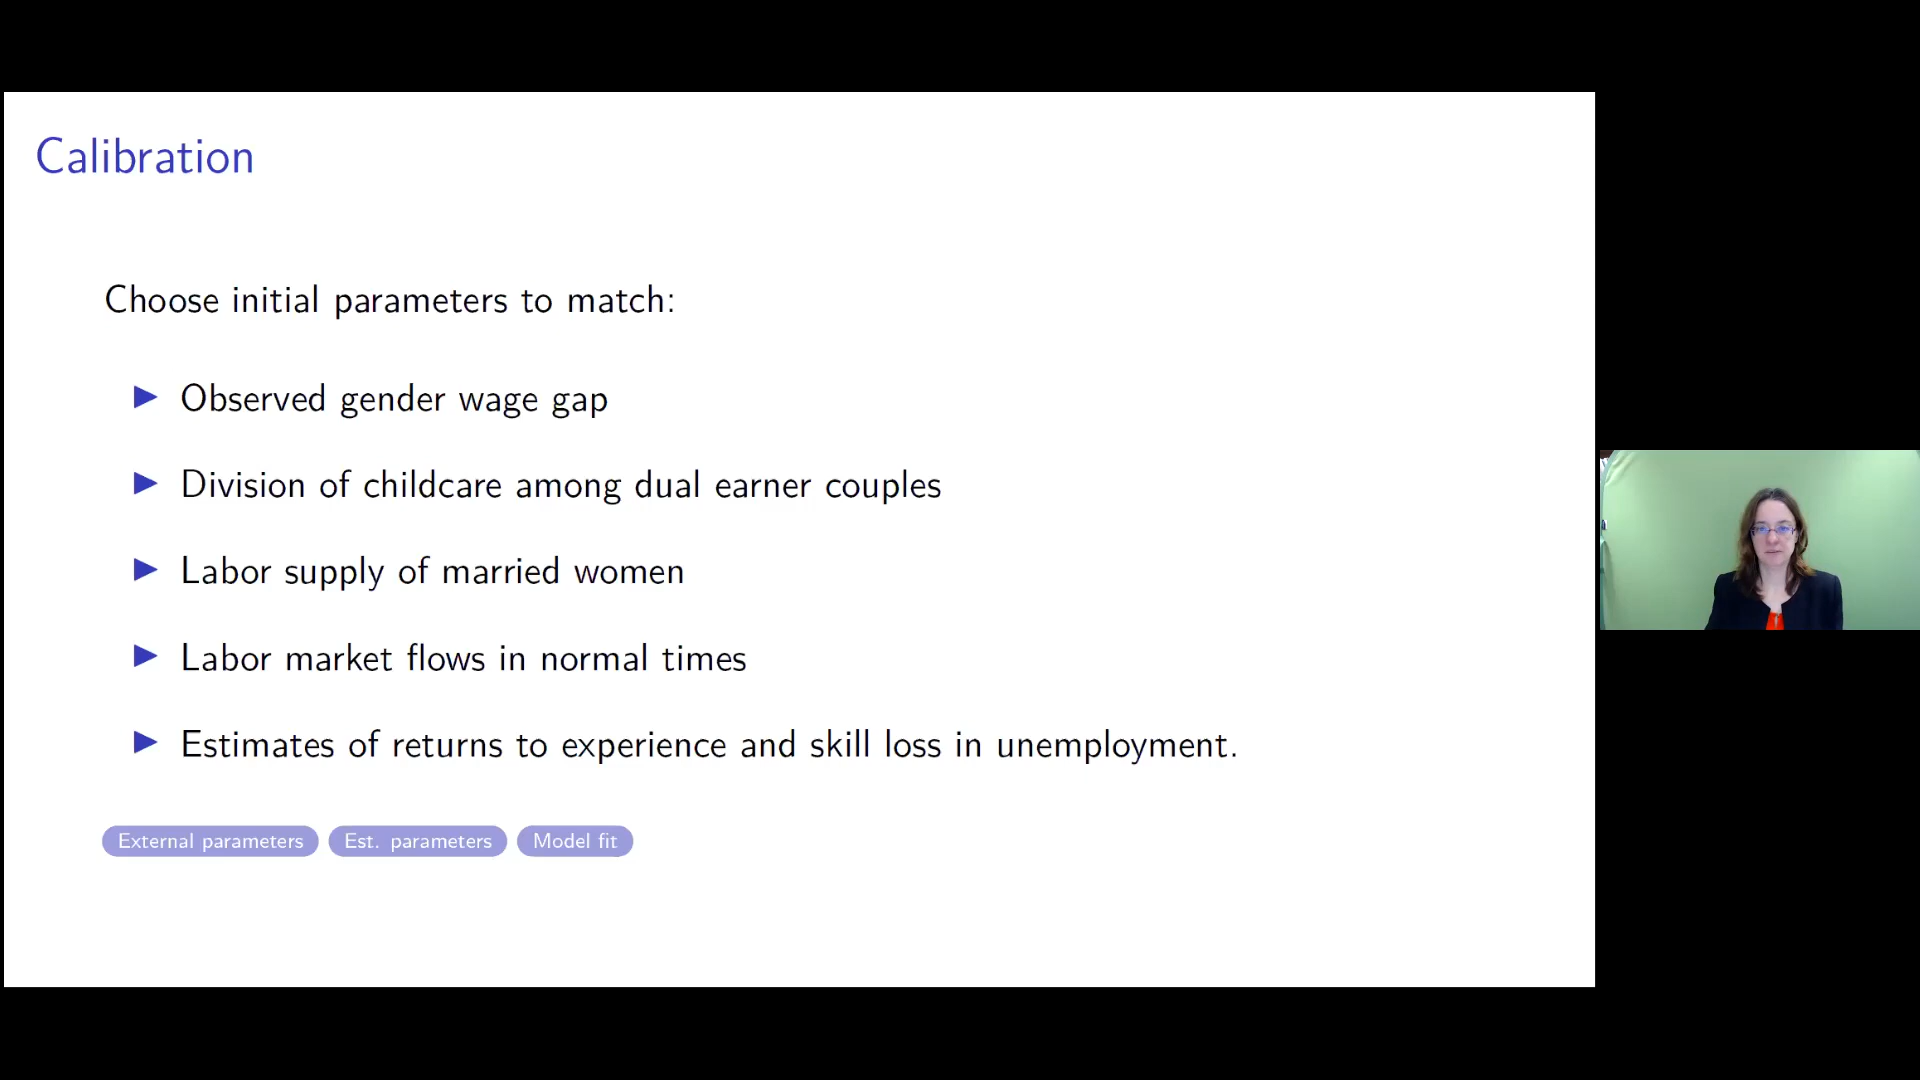 Calibration
Choose initial parameters to match:
Observed gender wage gap
Division of childcare among dual earner couples
Labor supply of married women
Labor market flows in normal times
Estimates of returns to experience and skill loss in unemployment.
External parameters Est. parameters Model fit